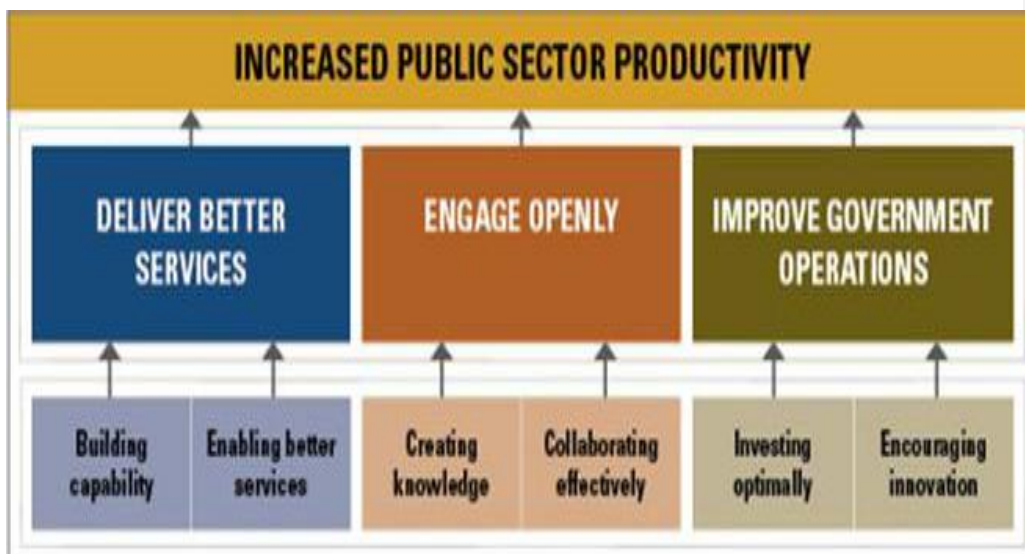 INCREASED PUBLIC SECTOR PRODUCTIVITY
DELIVER BETTER
SERVICES
ENGAGE OPENLY
IMPROVE GOVERNMENT
OPERATIONS
Building
capability
Enabling better
services
Creating
knowledge
Collaborating
effectively
Investing
optimally
Encouraging
innovation